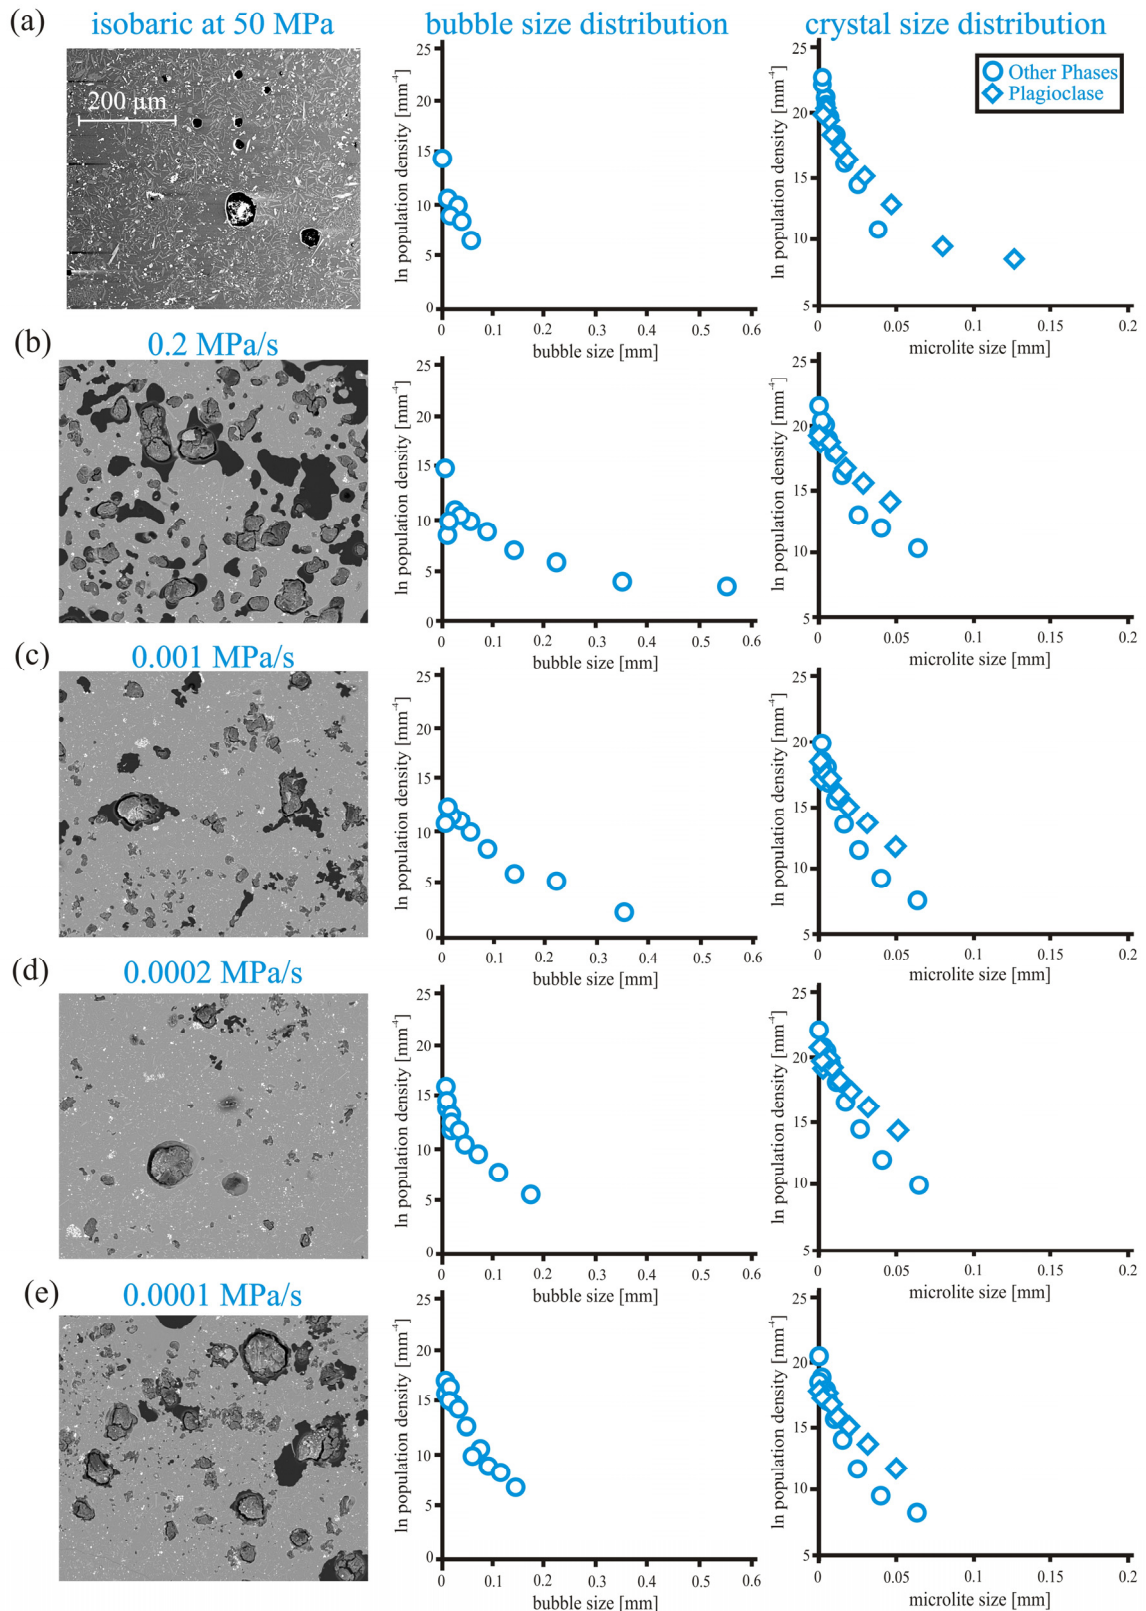 (a) isobaric at 50 MPa bubble size distribution crystal size distribution
200 µm
ln population density [mm⁻⁴]
25
20
15
10
5
0
0 0.1 0.2 0.3 0.4 0.5 0.6
bubble size [mm]
ln population density [mm⁻⁴]
25
20
15
10
5
0 0.05 0.1 0.15 0.2
microlite size [mm]
Other Phases
Plagioclase
(b) 0.2 MPa/s
ln population density [mm⁻⁴]
25
20
15
10
5
0
0 0.1 0.2 0.3 0.4 0.5 0.6
bubble size [mm]
ln population density [mm⁻⁴]
25
20
15
10
5
0 0.05 0.1 0.15 0.2
microlite size [mm]
(c) 0.001 MPa/s
ln population density [mm⁻⁴]
25
20
15
10
5
0
0 0.1 0.2 0.3 0.4 0.5 0.6
bubble size [mm]
ln population density [mm⁻⁴]
25
20
15
10
5
0 0.05 0.1 0.15 0.2
microlite size [mm]
(d) 0.0002 MPa/s
ln population density [mm⁻⁴]
25
20
15
10
5
0
0 0.1 0.2 0.3 0.4 0.5 0.6
bubble size [mm]
ln population density [mm⁻⁴]
25
20
15
10
5
0 0.05 0.1 0.15 0.2
microlite size [mm]
(e) 0.0001 MPa/s
ln population density [mm⁻⁴]
25
20
15
10
5
0
0 0.1 0.2 0.3 0.4 0.5 0.6
bubble size [mm]
ln population density [mm⁻⁴]
25
20
15
10
5
0 0.05 0.1 0.15 0.2
microlite size [mm]